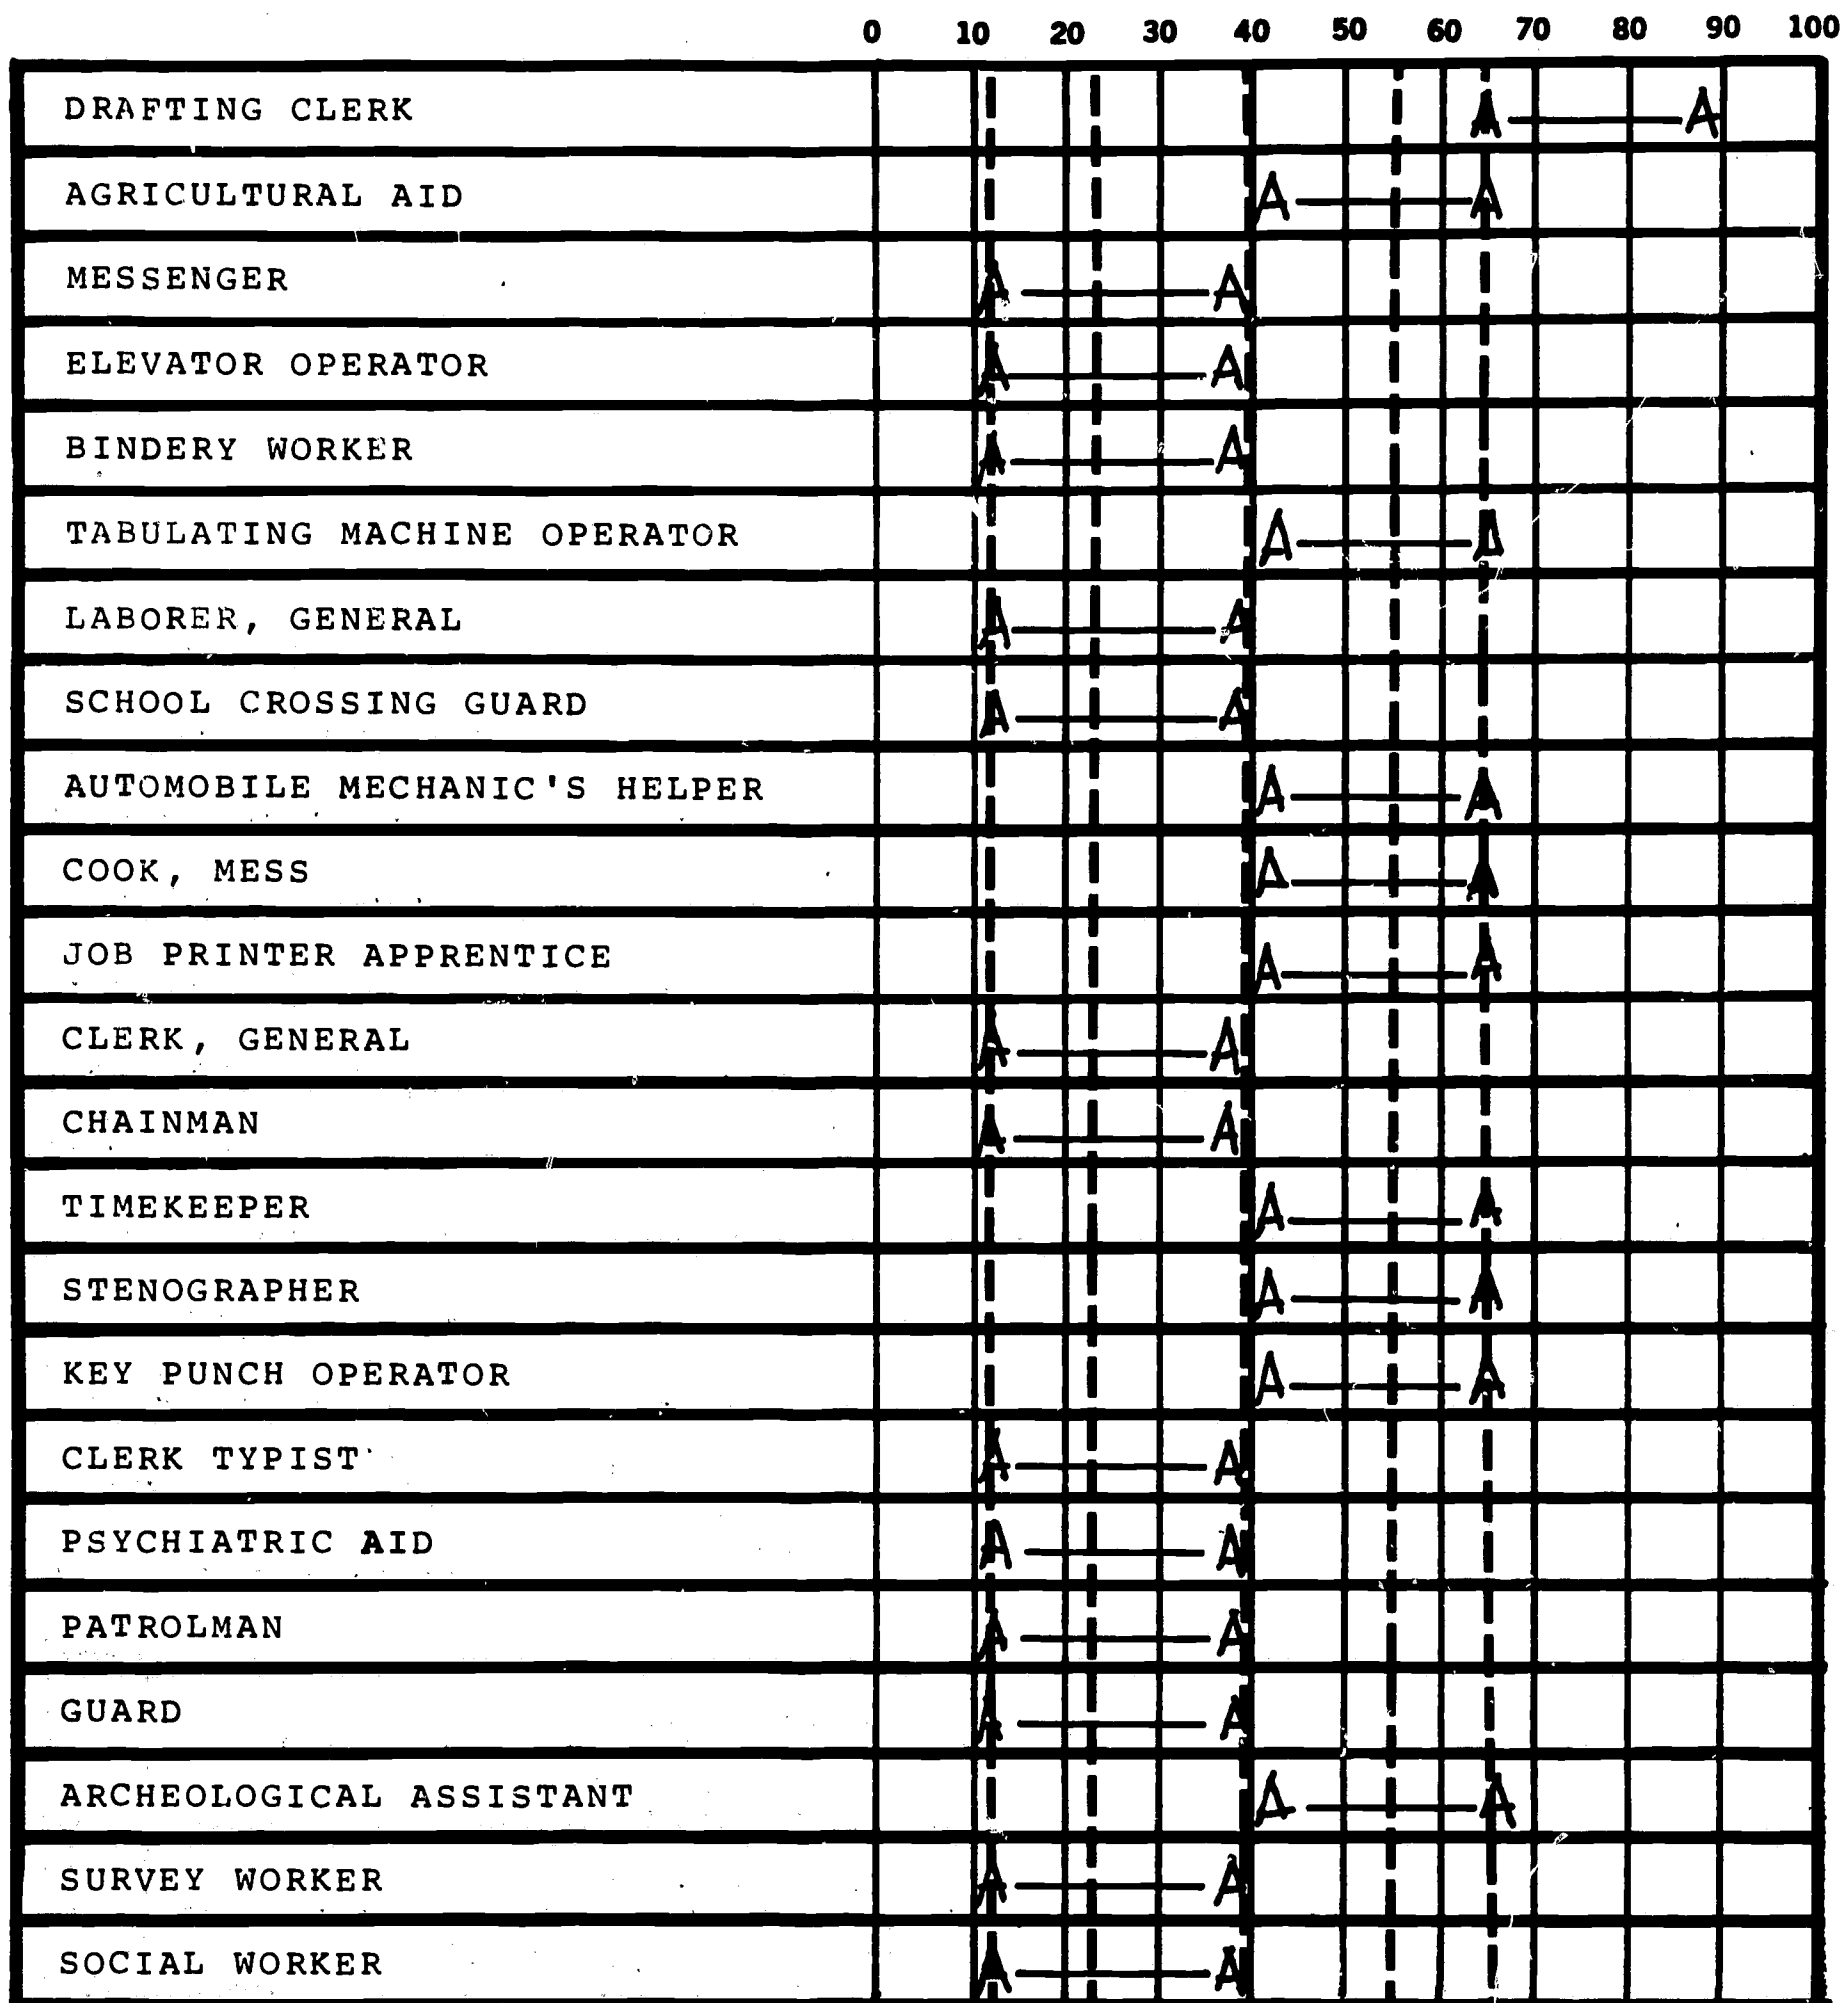 0 10 20 30 40 50 60 70 80 90 100
DRAFTING CLERK A A
AGRICULTURAL AID A A
MESSENGER A A
ELEVATOR OPERATOR A A
BINDERY WORKER A A
TABULATING MACHINE OPERATOR A A
LABORER, GENERAL A A
SCHOOL CROSSING GUARD A A
AUTOMOBILE MECHANIC'S HELPER A A
COOK, MESS A A
JOB PRINTER APPRENTICE A A
CLERK, GENERAL A A
CHAINMAN A A
TIMEKEEPER A A
STENOGRAPHER A A
KEY PUNCH OPERATOR A A
CLERK TYPIST A A
PSYCHIATRIC AID A A
PATROLMAN A A
GUARD A A
ARCHEOLOGICAL ASSISTANT A A
SURVEY WORKER A A
SOCIAL WORKER A A